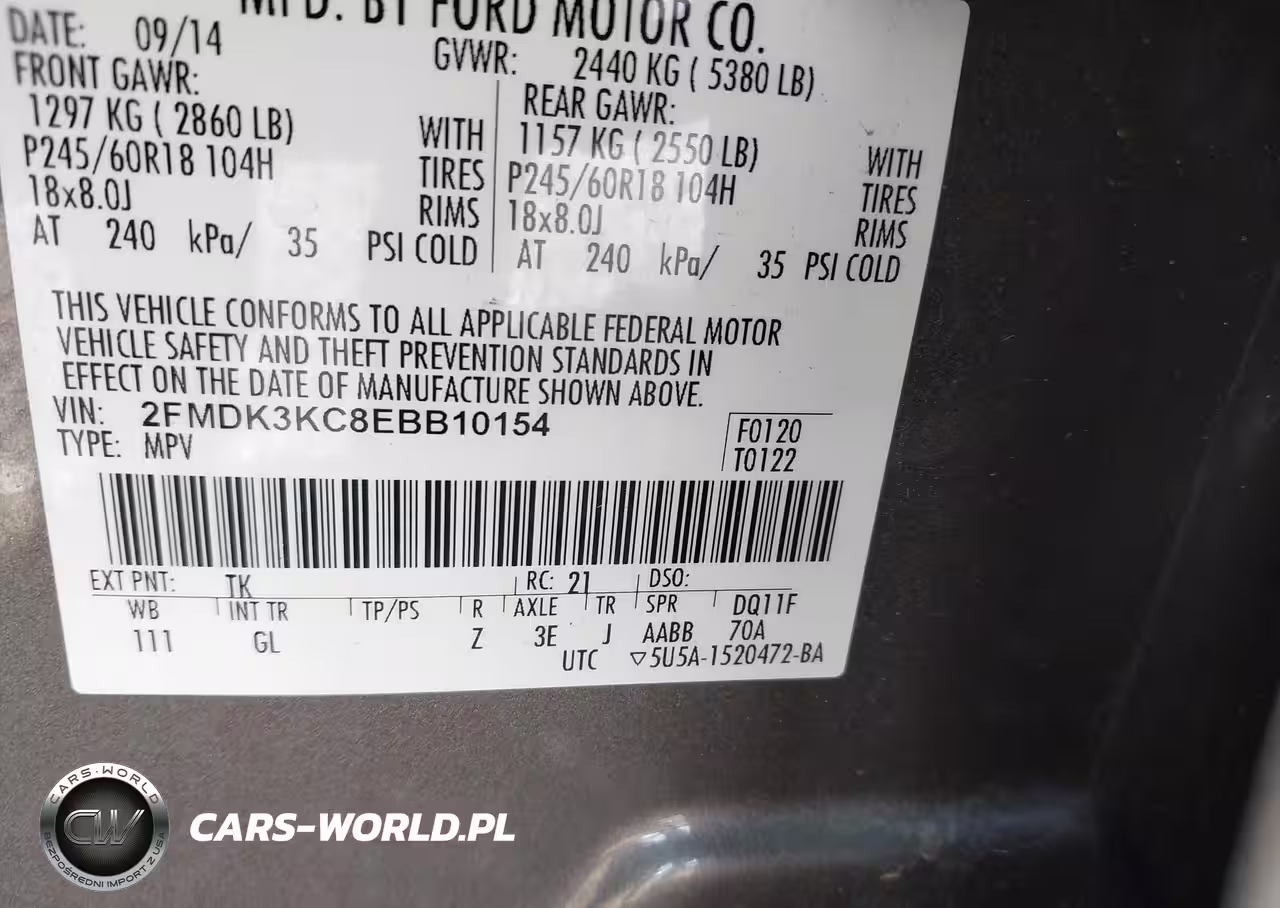 MFD. BY FORD MOTOR CO.
DATE: 09/14 GVWR: 2440 KG ( 5380 LB)
FRONT GAWR: REAR GAWR:
1297 KG ( 2860 LB) WITH 1157 KG ( 2550 LB) WITH
P245/60R18 104H TIRES P245/60R18 104H TIRES
18x8.0J RIMS 18x8.0J RIMS
AT 240 kPa/ 35 PSI COLD AT 240 kPa/ 35 PSI COLD
THIS VEHICLE CONFORMS TO ALL APPLICABLE FEDERAL MOTOR
VEHICLE SAFETY AND THEFT PREVENTION STANDARDS IN
EFFECT ON THE DATE OF MANUFACTURE SHOWN ABOVE.
VIN: 2FMDK3KC8EBB10154
TYPE: MPV
F0120
T0122
EXT PNT: TK RC: 21 DSO:
WB INT TR TP/PS R AXLE TR SPR DQ11F
111 GL Z 3E J AABB 70A
UTC ▽5U5A-1520472-BA
CARS-WORLD
CW
BEZPOŚREDNI IMPORT Z USA
CARS-WORLD.PL